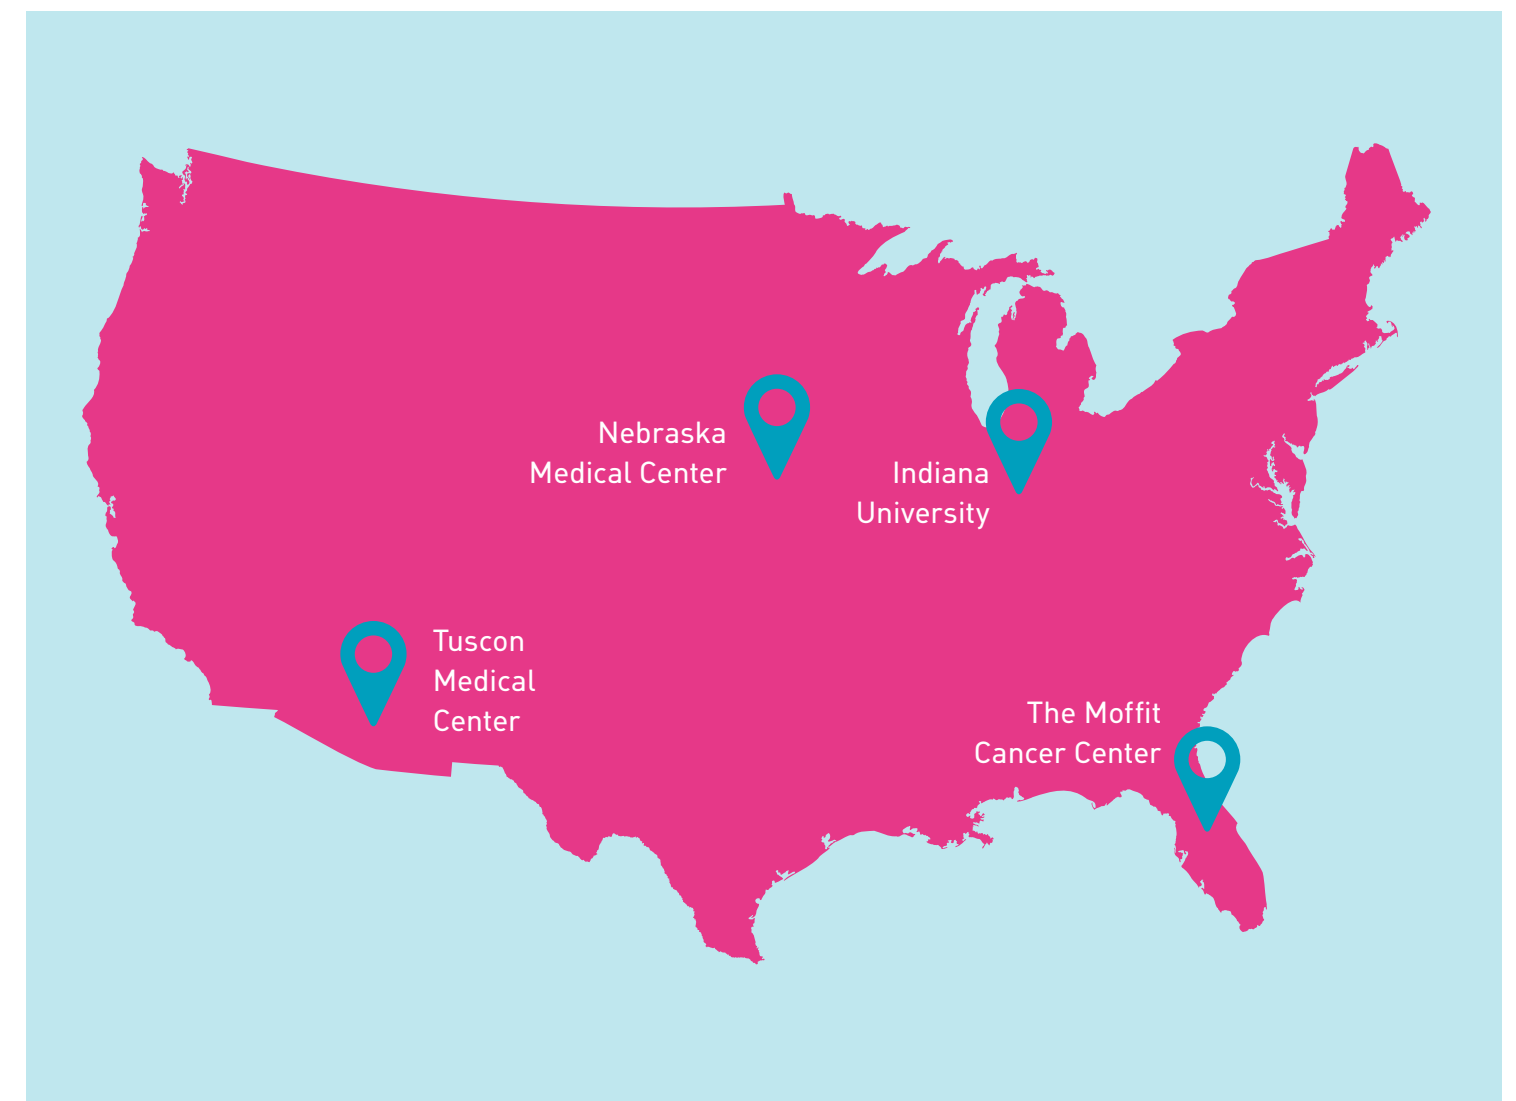 Nebraska
Medical Center
Indiana
University
Tuscon
Medical
Center
The Moffit
Cancer Center